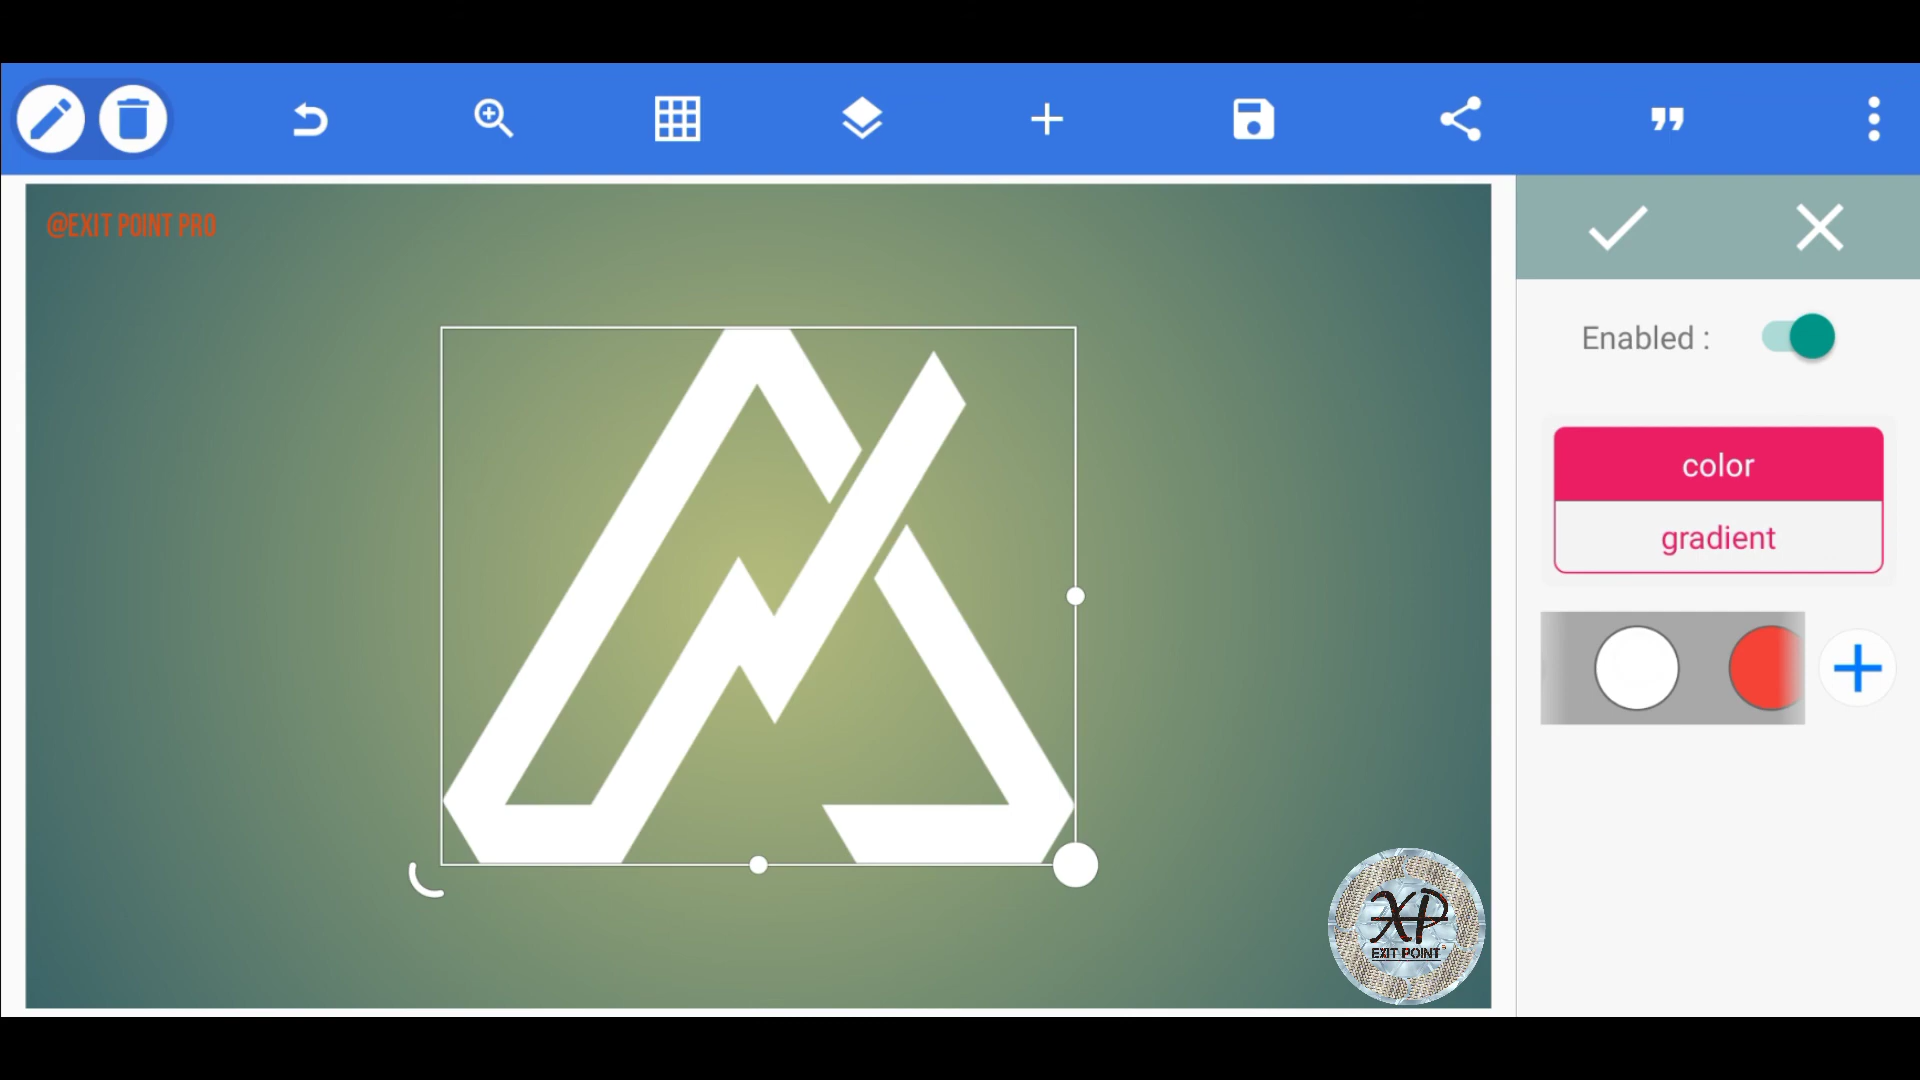 @EXIT POINT PRO
Enabled :
color
gradient
XP
EXIT POINT